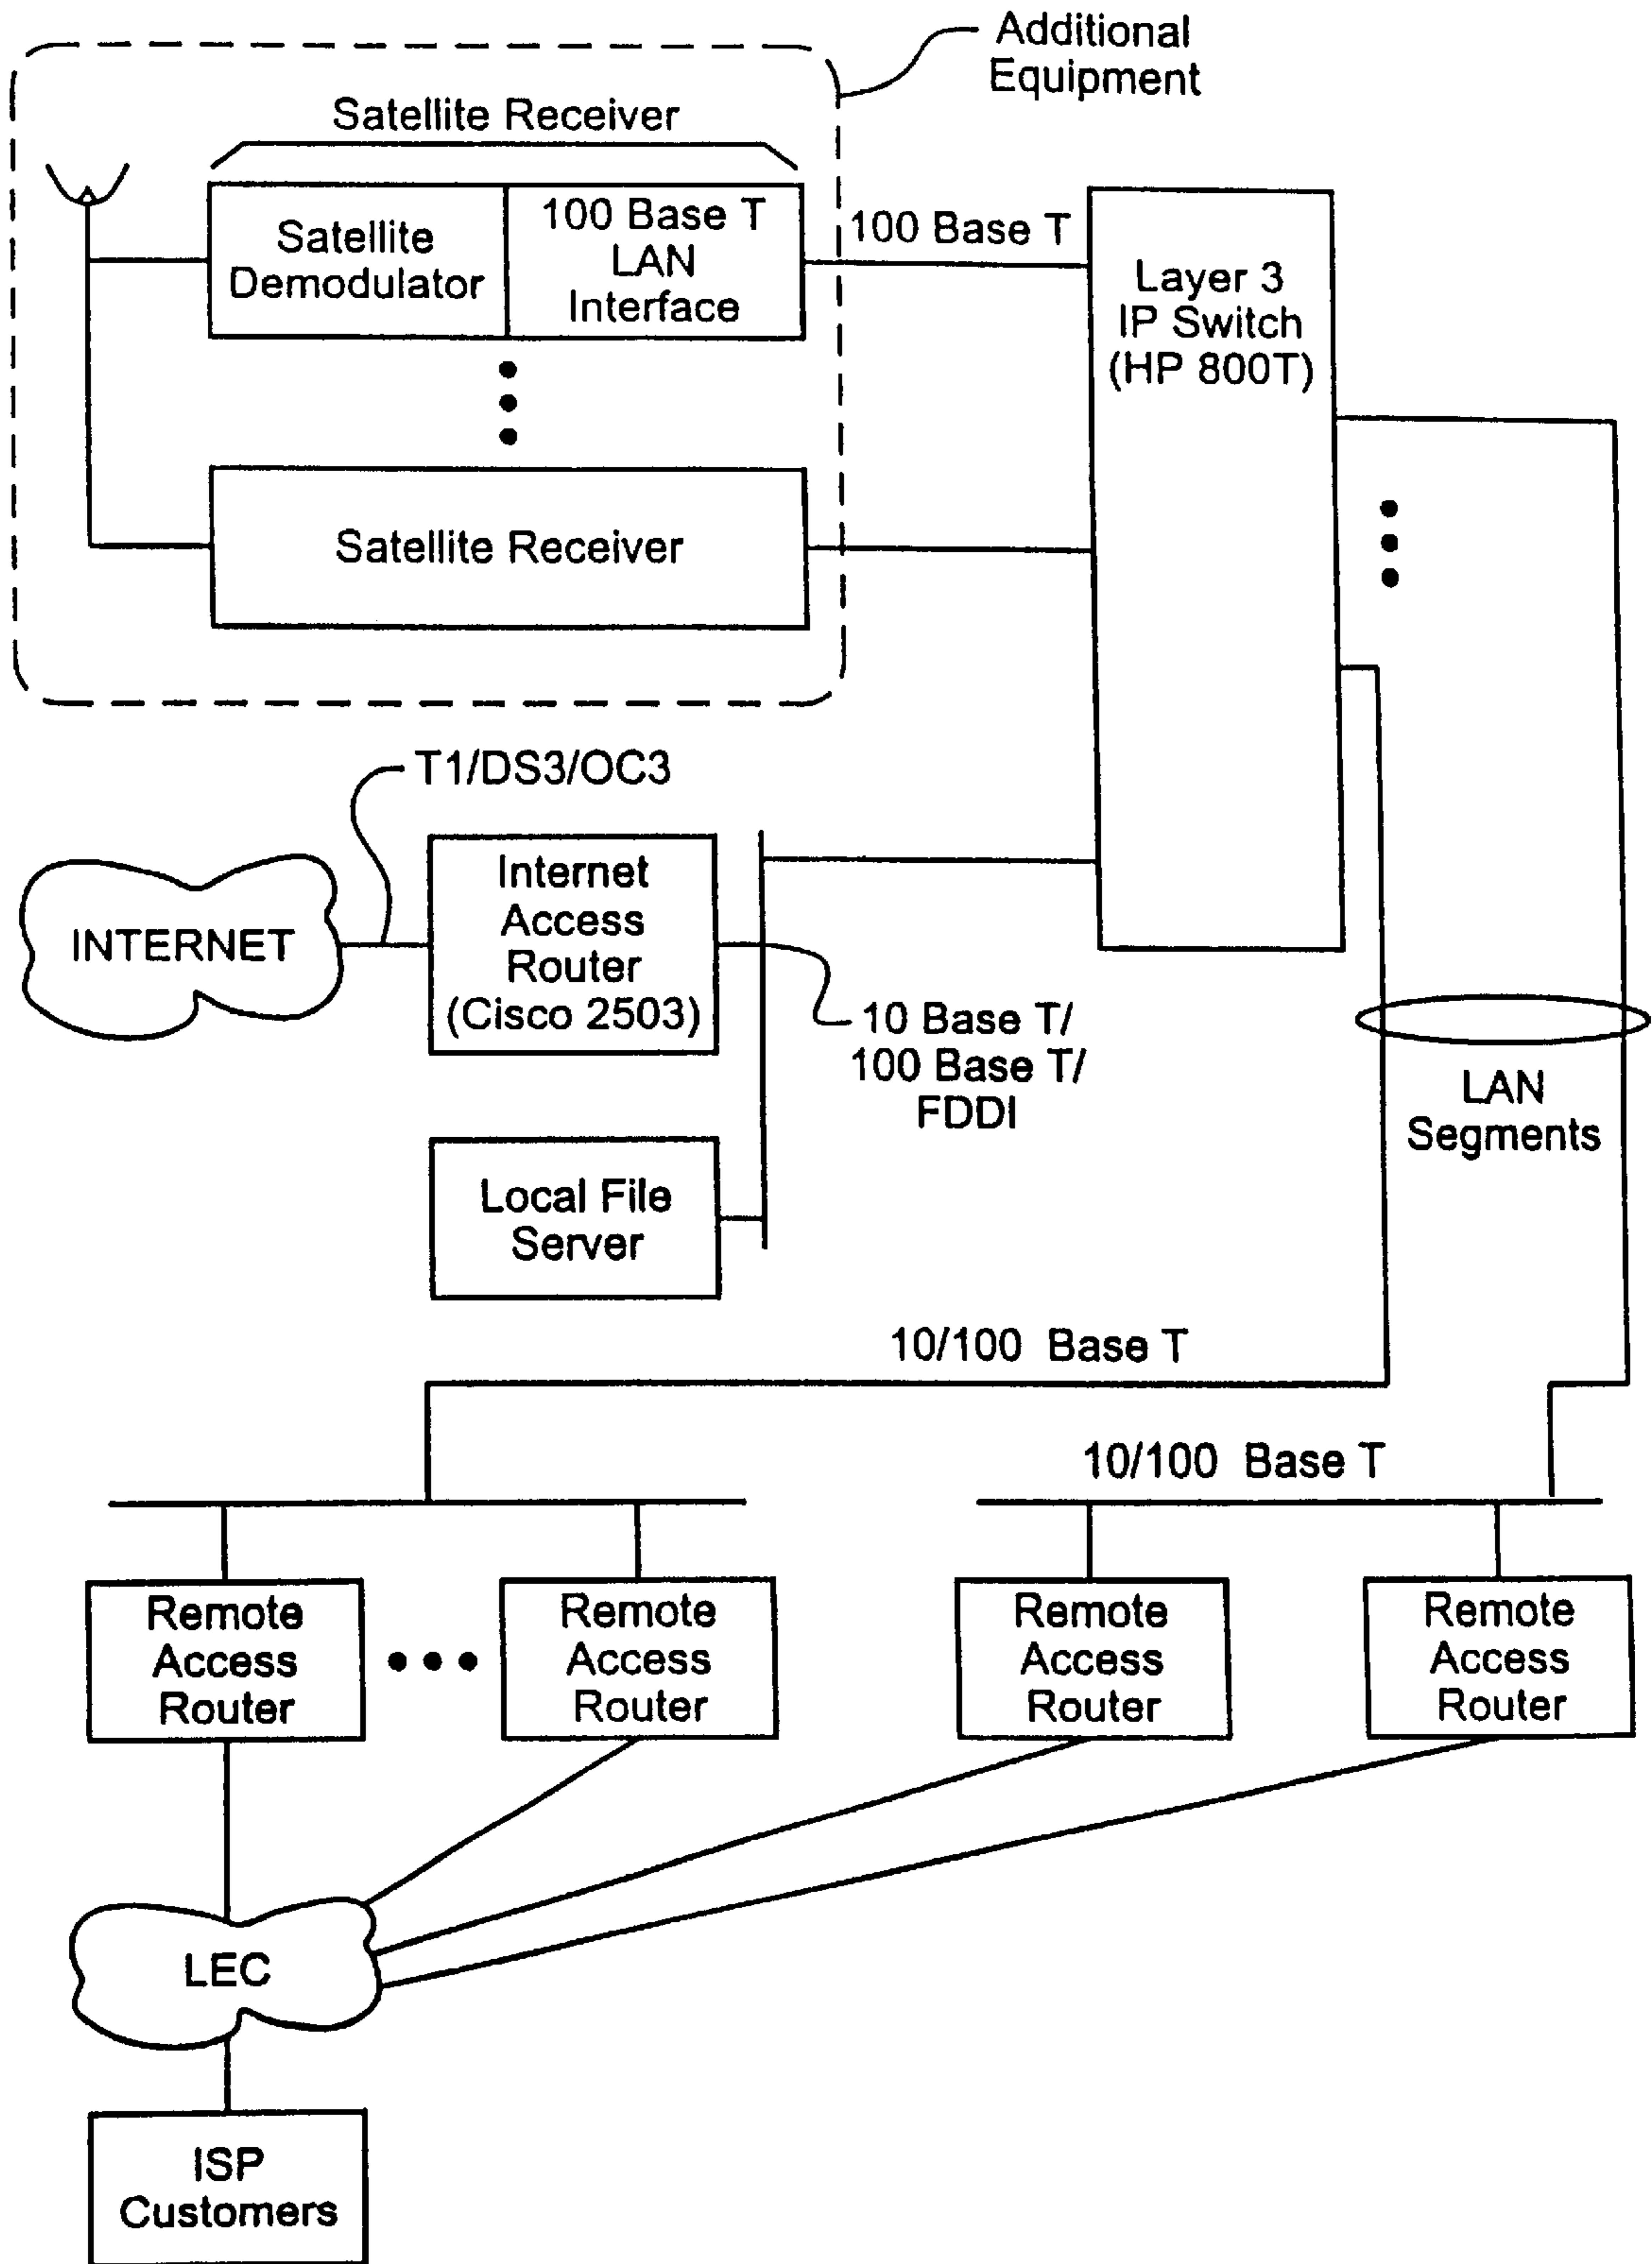 Additional
Equipment
Satellite Receiver
Satellite
Demodulator
100 Base T
LAN
Interface
100 Base T
Layer 3
IP Switch
(HP 800T)
Satellite Receiver
T1/DS3/OC3
INTERNET
Internet
Access
Router
(Cisco 2503)
10 Base T/
100 Base T/
FDDI
LAN
Segments
Local File
Server
10/100 Base T
10/100 Base T
Remote
Access
Router
Remote
Access
Router
Remote
Access
Router
Remote
Access
Router
LEC
ISP
Customers